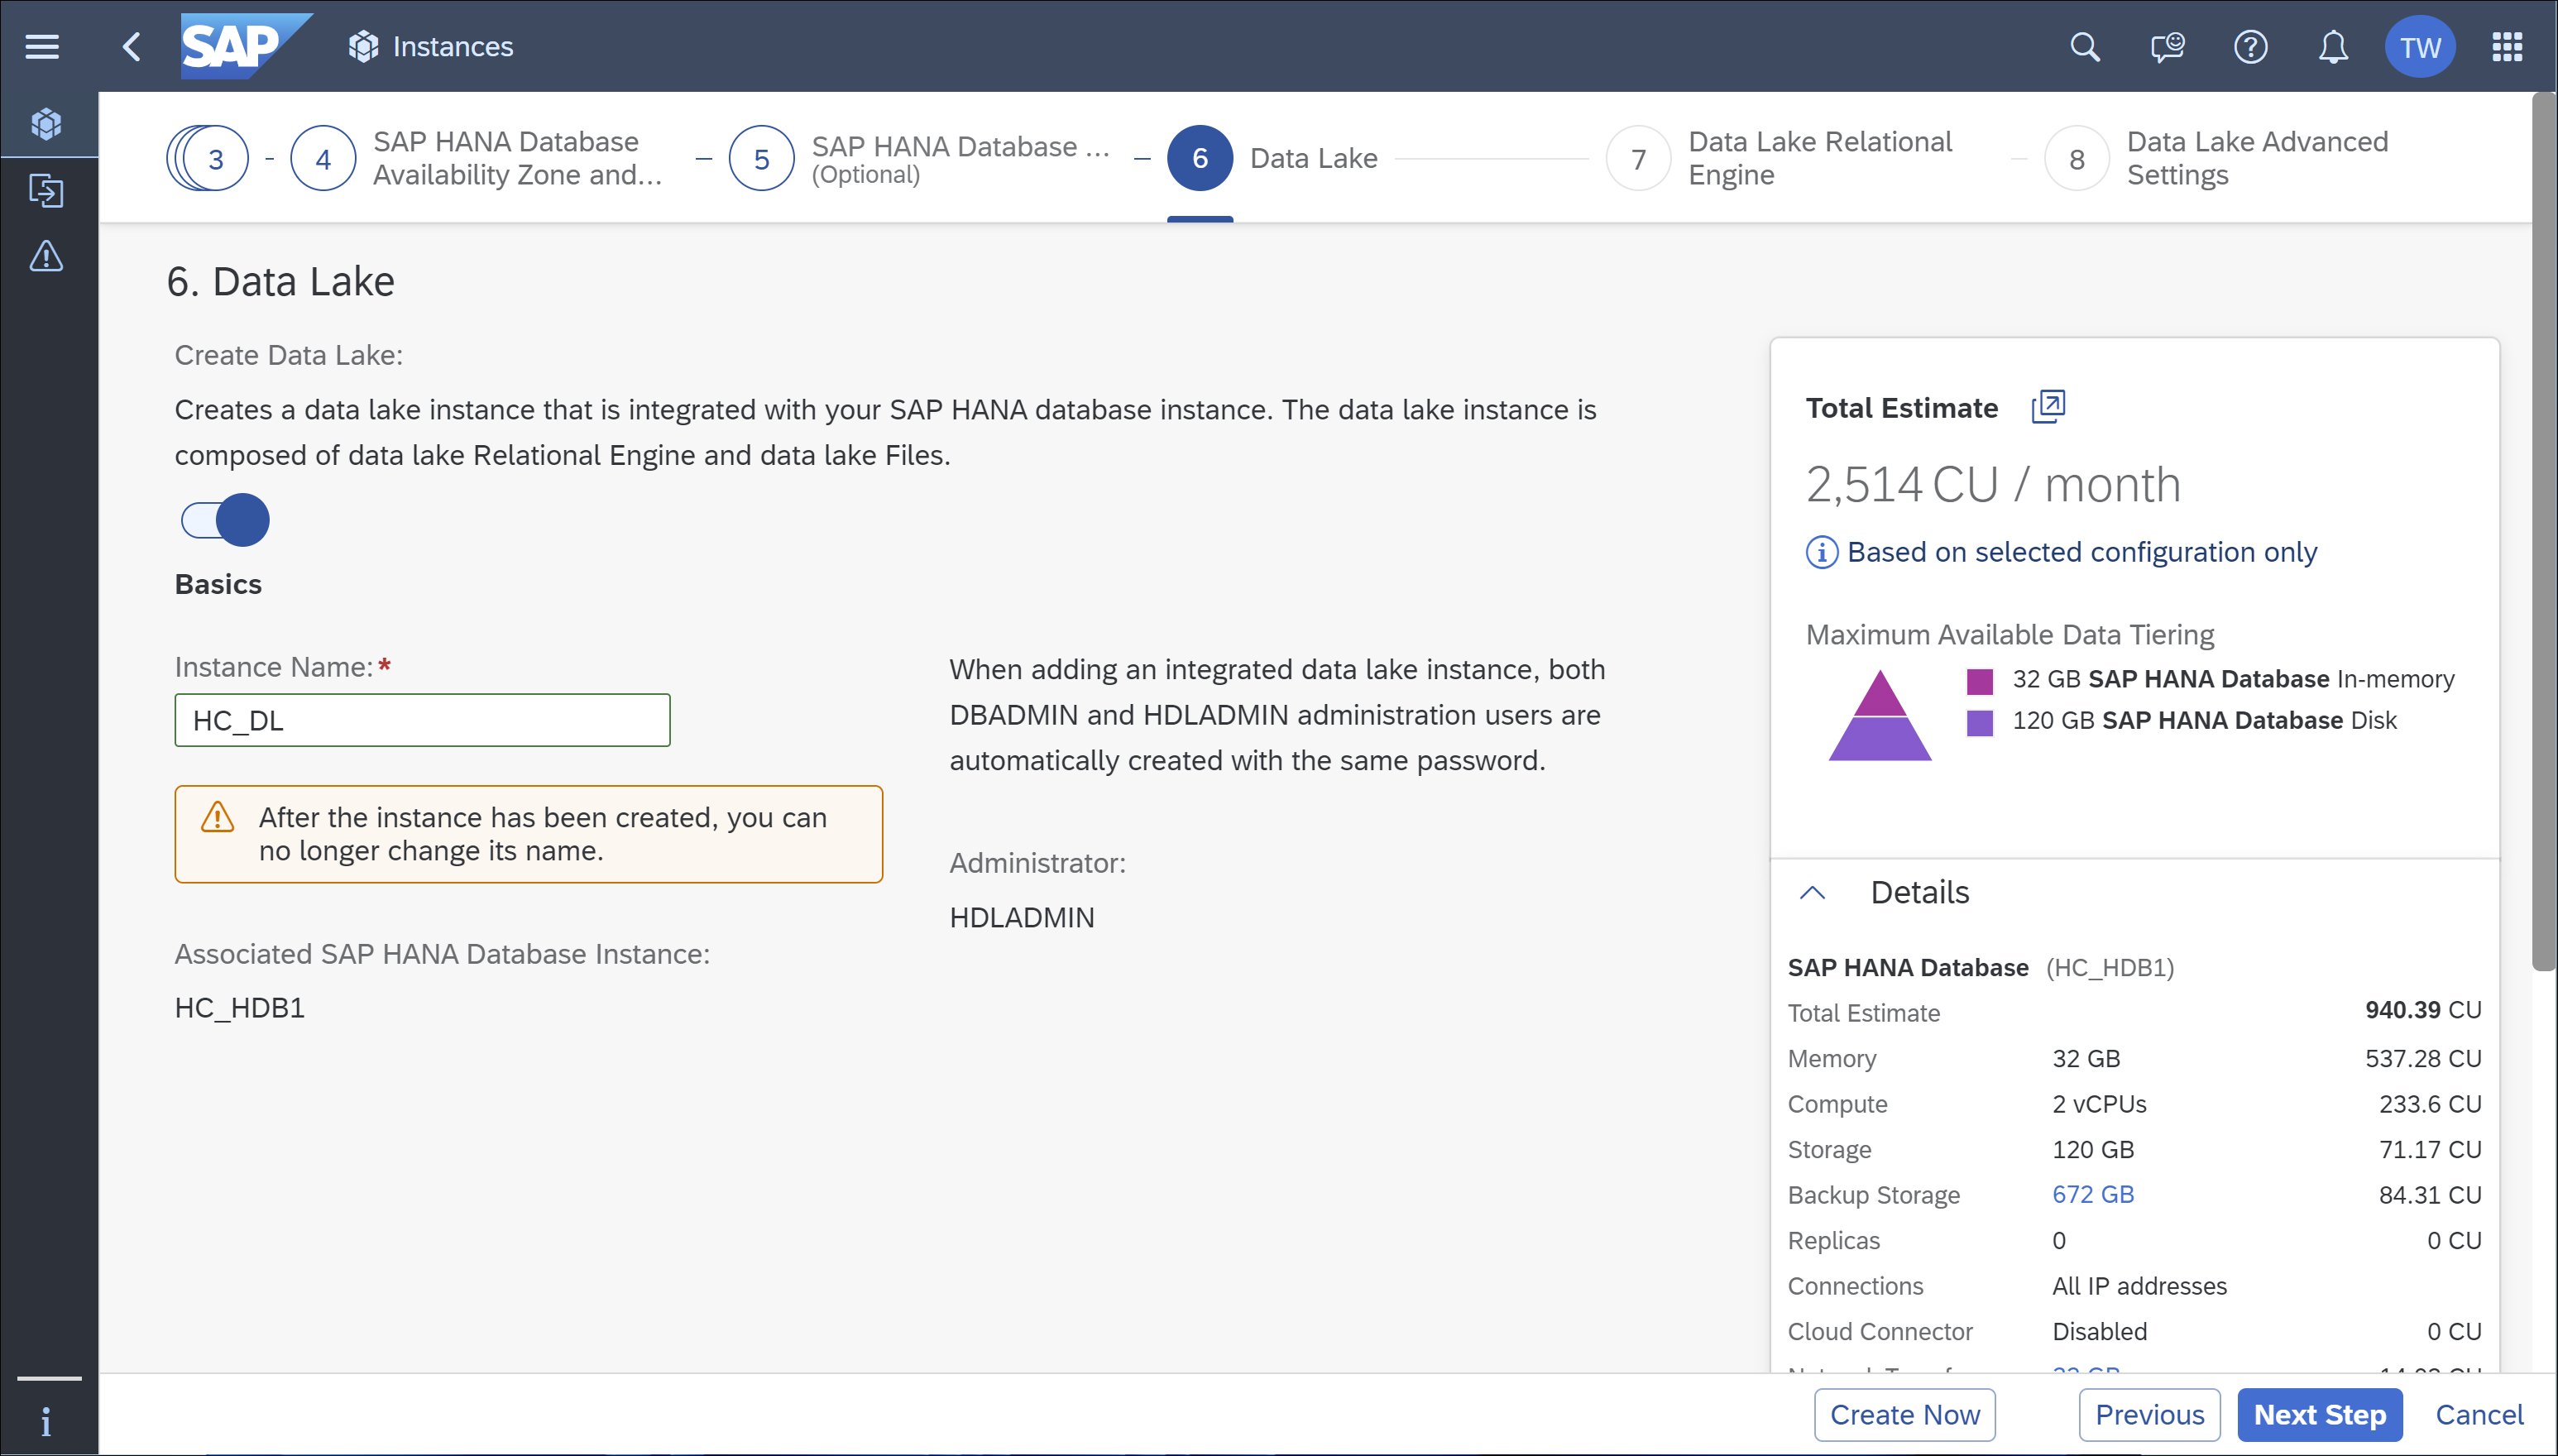 SAP
Instances
TW
3
4
SAP HANA Database
Availability Zone and...
5
SAP HANA Database ...
(Optional)
6
Data Lake
7
Data Lake Relational
Engine
8
Data Lake Advanced
Settings
6. Data Lake
Create Data Lake:
Creates a data lake instance that is integrated with your SAP HANA database instance. The data lake instance is
composed of data lake Relational Engine and data lake Files.
Basics
Instance Name:*
HC_DL
After the instance has been created, you can
no longer change its name.
Associated SAP HANA Database Instance:
HC_HDB1
When adding an integrated data lake instance, both
DBADMIN and HDLADMIN administration users are
automatically created with the same password.
Administrator:
HDLADMIN
Total Estimate
2,514 CU / month
Based on selected configuration only
Maximum Available Data Tiering
32 GB SAP HANA Database In-memory
120 GB SAP HANA Database Disk
Details
SAP HANA Database (HC_HDB1)
Total Estimate 940.39 CU
Memory 32 GB 537.28 CU
Compute 2 vCPUs 233.6 CU
Storage 120 GB 71.17 CU
Backup Storage 672 GB 84.31 CU
Replicas 0 0 CU
Connections All IP addresses
Cloud Connector Disabled 0 CU
Create Now
Previous
Next Step
Cancel